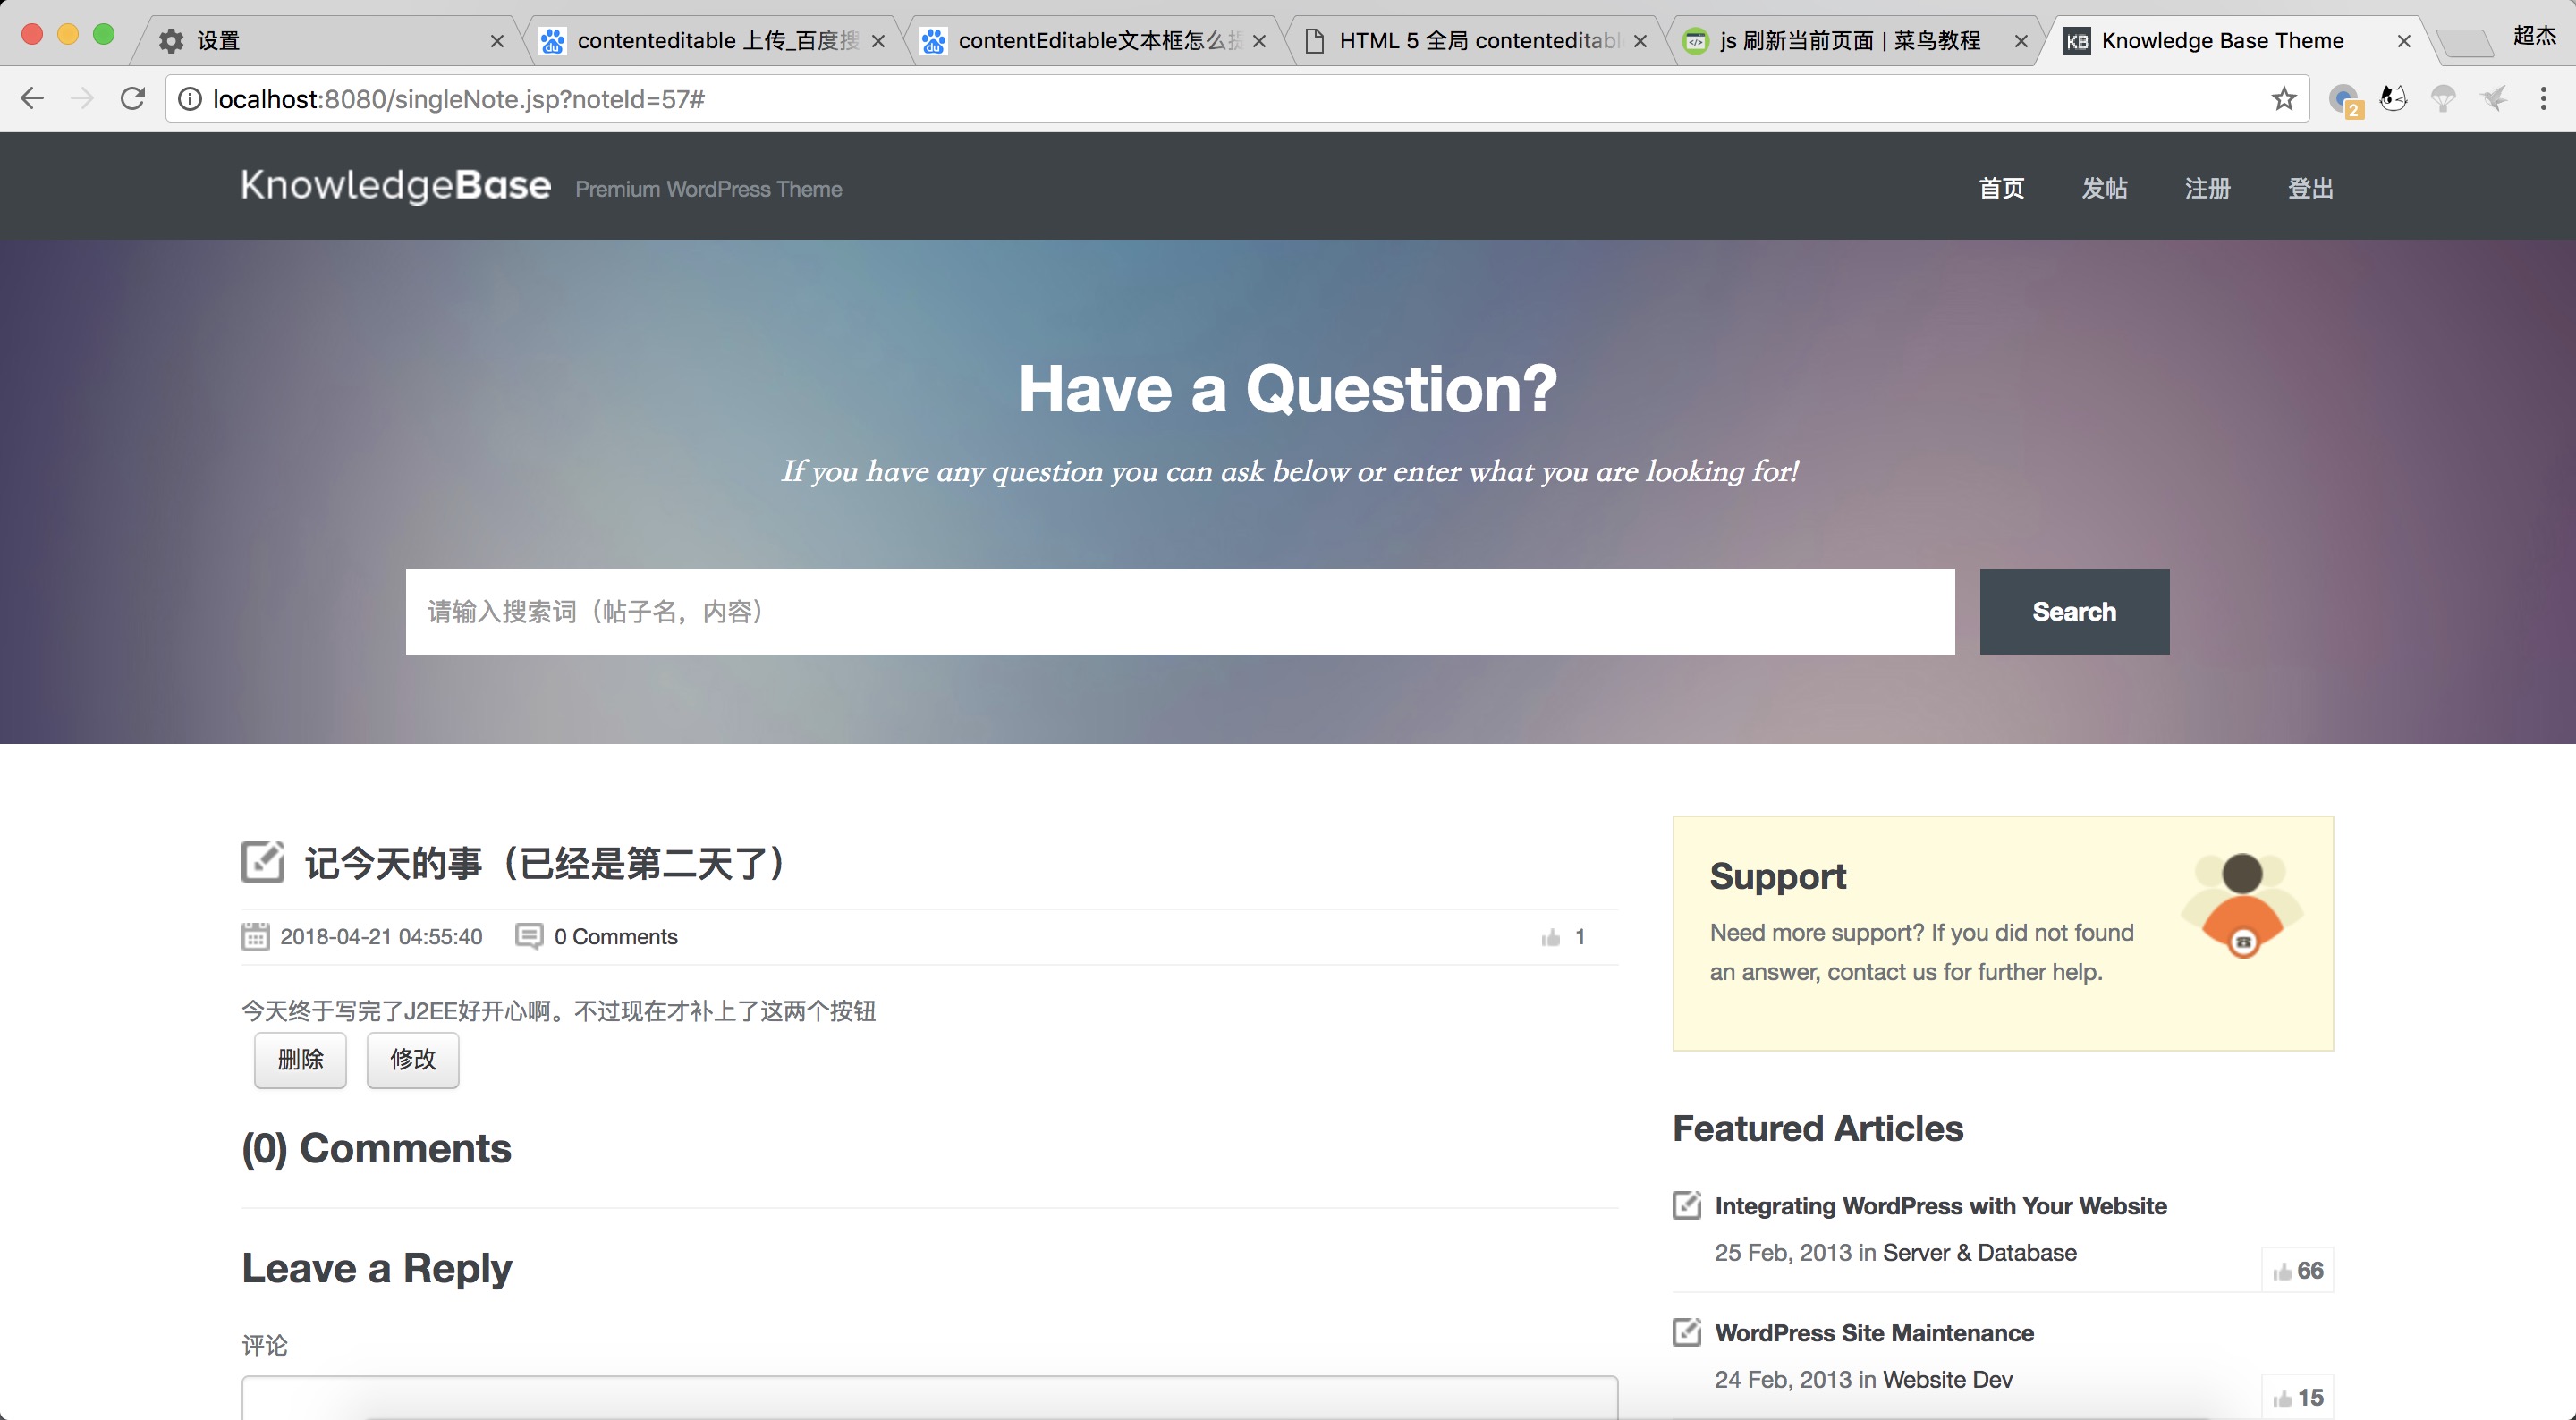 设置
contenteditable 上传_百度搜
contentEditable文本框怎么
HTML 5 全局 contenteditabl
js 刷新当前页面 | 菜鸟教程
Knowledge Base Theme
超杰
localhost:8080/singleNote.jsp?noteId=57#
2
KnowledgeBase
Premium WordPress Theme
首页
发帖
注册
登出
Have a Question?
If you have any question you can ask below or enter what you are looking for!
请输入搜索词（帖子名，内容）
Search
记今天的事（已经是第二天了）
2018-04-21 04:55:40
0 Comments
1
今天终于写完了J2EE好开心啊。不过现在才补上了这两个按钮
删除
修改
(0) Comments
Leave a Reply
评论
Support
Need more support? If you did not found
an answer, contact us for further help.
Featured Articles
Integrating WordPress with Your Website
25 Feb, 2013 in Server & Database
66
WordPress Site Maintenance
24 Feb, 2013 in Website Dev
15